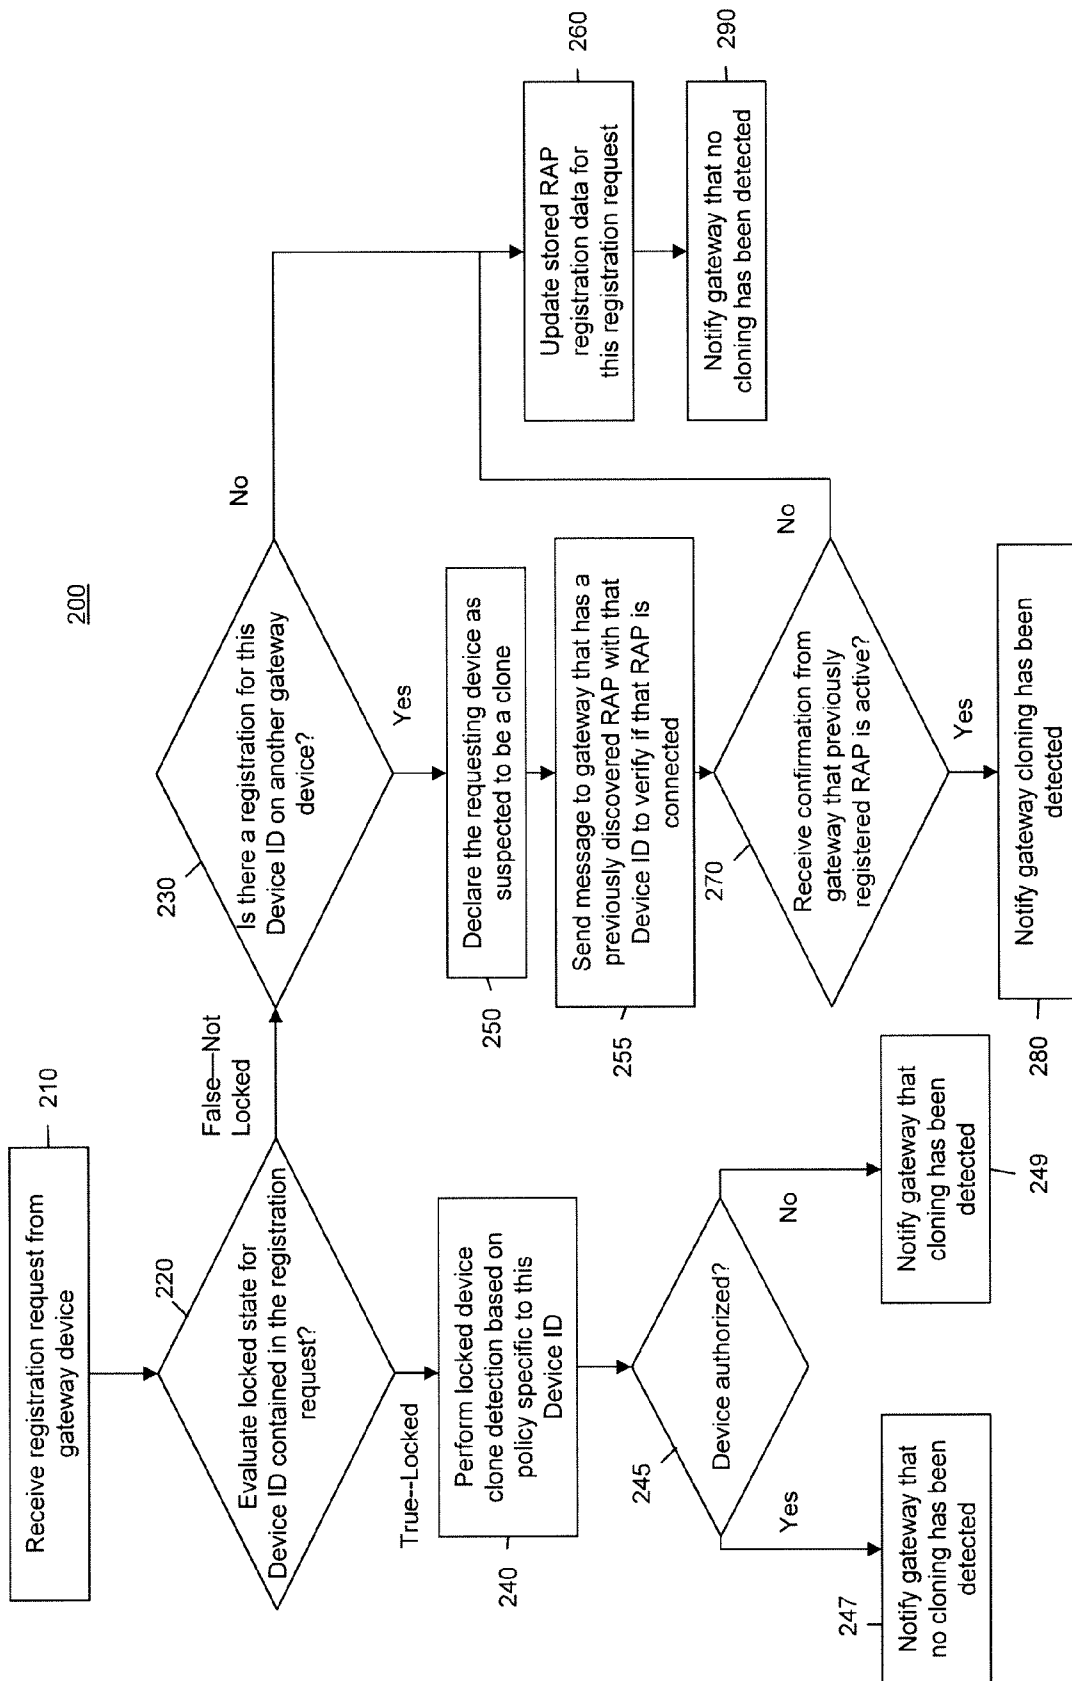 200
Receive registration request from
gateway device
210
220
Evaluate locked state for
Device ID contained in the registration
request?
False—Not
Locked
True--Locked
230
Is there a registration for this
Device ID on another gateway
device?
No
Yes
Perform locked device
clone detection based on
policy specific to this
Device ID
240
245
Device authorized?
Yes
No
Notify gateway that
no cloning has been
detected
247
Notify gateway that
cloning has been
detected
249
Declare the requesting device as
suspected to be a clone
250
Send message to gateway that has a
previously discovered RAP with that
Device ID to verify if that RAP is
connected
255
270
Receive confirmation from
gateway that previously
registered RAP is active?
No
Yes
Notify gateway cloning has been
detected
280
Update stored RAP
registration data for
this registration request
260
Notify gateway that no
cloning has been detected
290